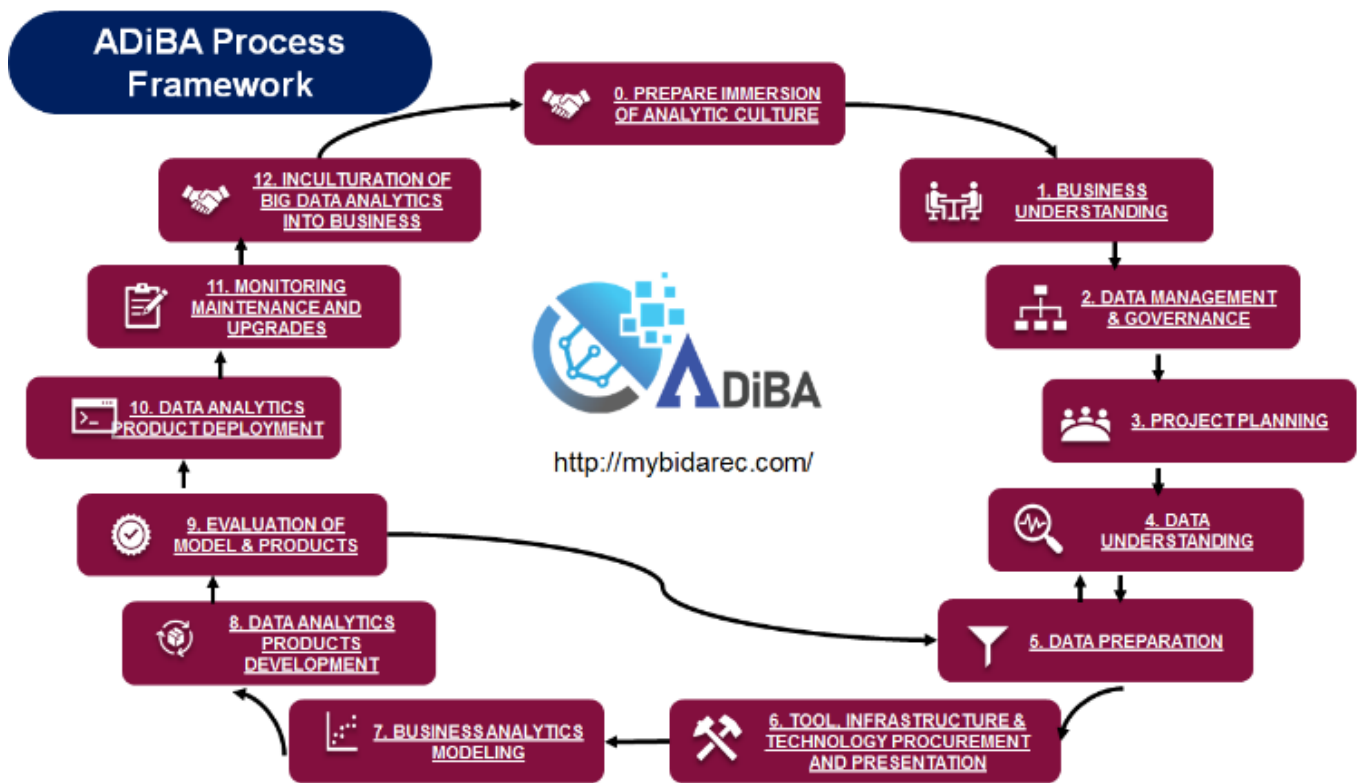 ADiBA Process
Framework
0. PREPARE IMMERSION
OF ANALYTIC CULTURE
1. BUSINESS
UNDERSTANDING
2. DATA MANAGEMENT
& GOVERNANCE
3. PROJECT PLANNING
4. DATA
UNDERSTANDING
5. DATA PREPARATION
6. TOOL, INFRASTRUCTURE &
TECHNOLOGY PROCUREMENT
AND PRESENTATION
7. BUSINESS ANALYTICS
MODELING
8. DATA ANALYTICS
PRODUCTS
DEVELOPMENT
9. EVALUATION OF
MODEL & PRODUCTS
10. DATA ANALYTICS
PRODUCT DEPLOYMENT
11. MONITORING
MAINTENANCE AND
UPGRADES
12. INCULTURATION OF
BIG DATA ANALYTICS
INTO BUSINESS
ADiBA
http://mybidarec.com/